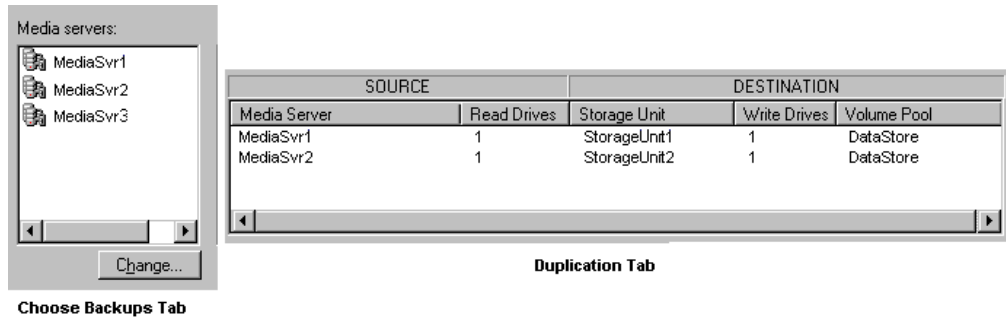 Media servers:
MediaSvr1
MediaSvr2
MediaSvr3
Change...
Choose Backups Tab
SOURCE DESTINATION
Media Server Read Drives Storage Unit Write Drives Volume Pool
MediaSvr1 1 StorageUnit1 1 DataStore
MediaSvr2 1 StorageUnit2 1 DataStore
Duplication Tab